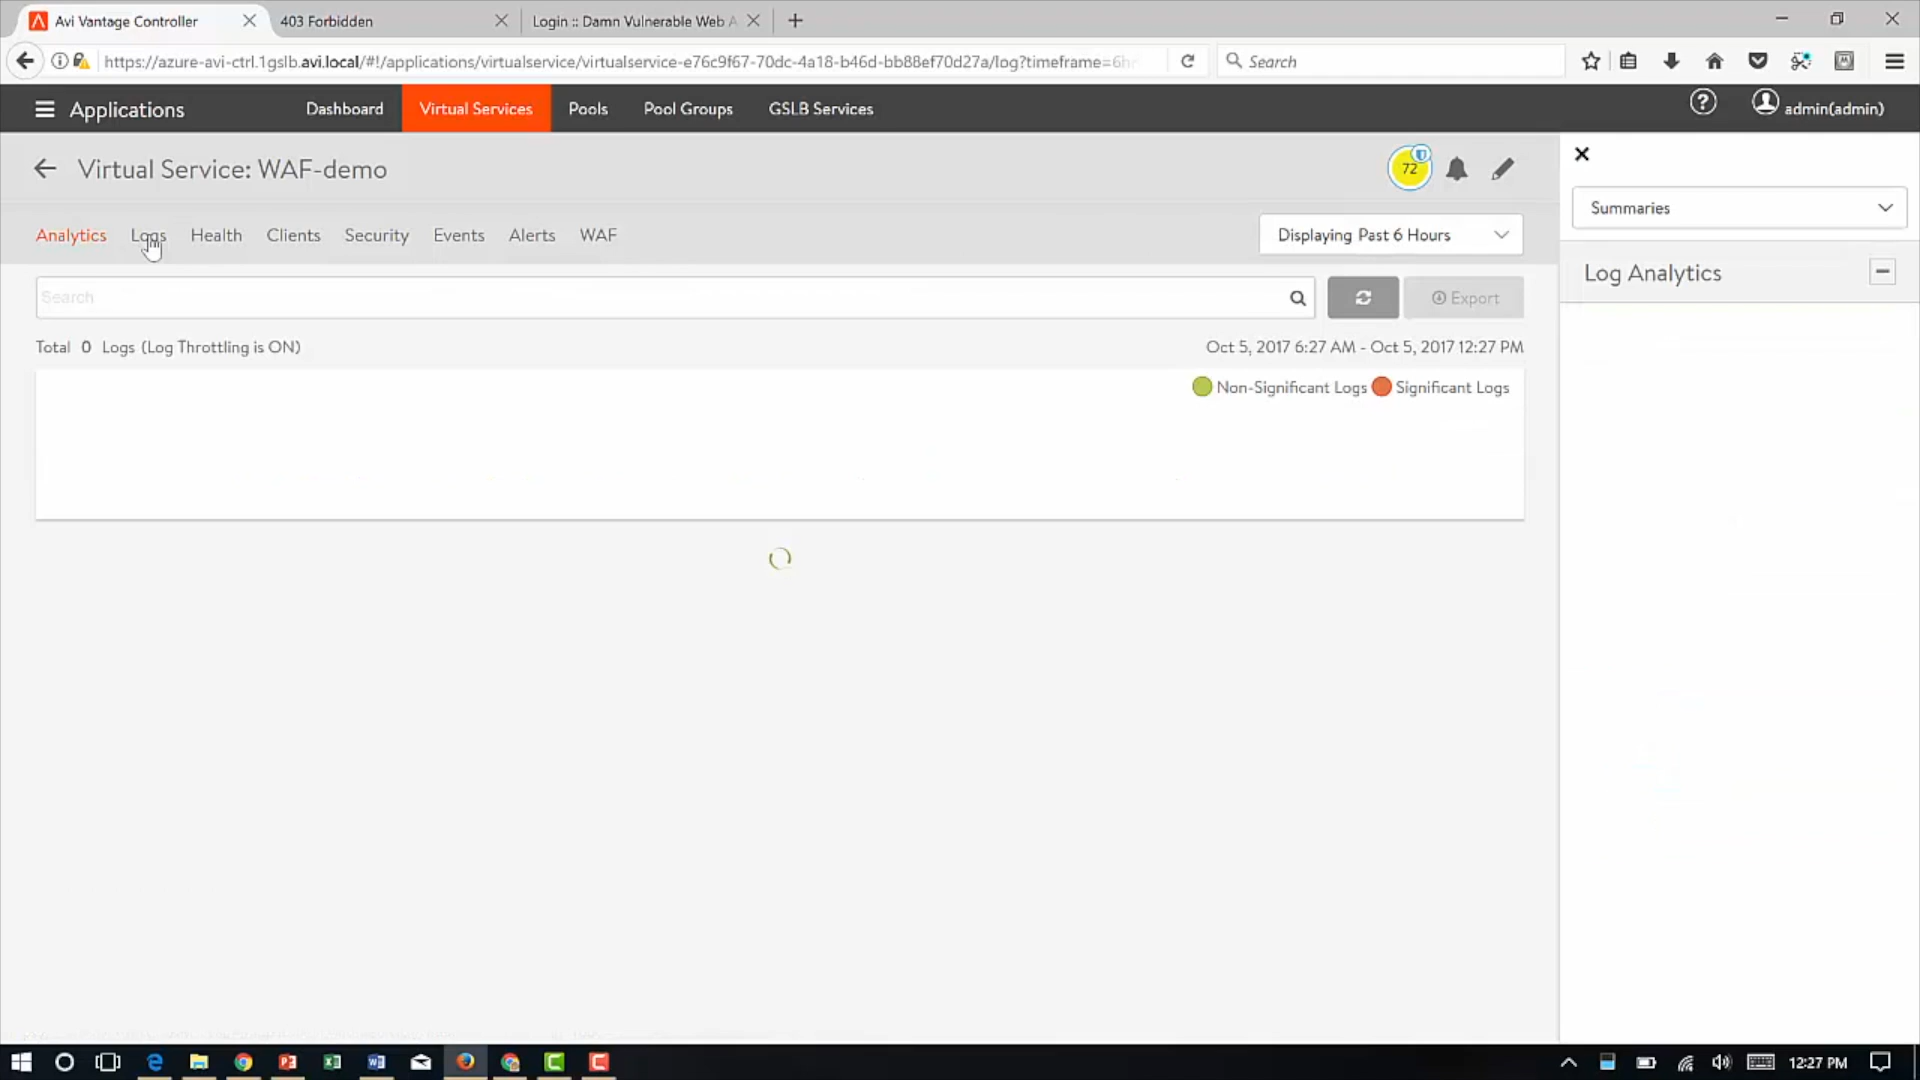 Avi Vantage Controller
403 Forbidden
Login :: Damn Vulnerable Web A
https://azure-avi-ctrl.1gslb.avi.local/#!/applications/virtualservice/virtualservice-e76c9f67-70dc-4a18-b46d-bb88ef70d27a/log?timeframe=6h
Search
Applications
Dashboard
Virtual Services
Pools
Pool Groups
GSLB Services
admin(admin)
Virtual Service: WAF-demo
72
Summaries
Analytics
Logs
Health
Clients
Security
Events
Alerts
WAF
Displaying Past 6 Hours
Log Analytics
Search
Export
Total 0 Logs (Log Throttling is ON)
Oct 5, 2017 6:27 AM - Oct 5, 2017 12:27 PM
Non-Significant Logs
Significant Logs
12:27 PM